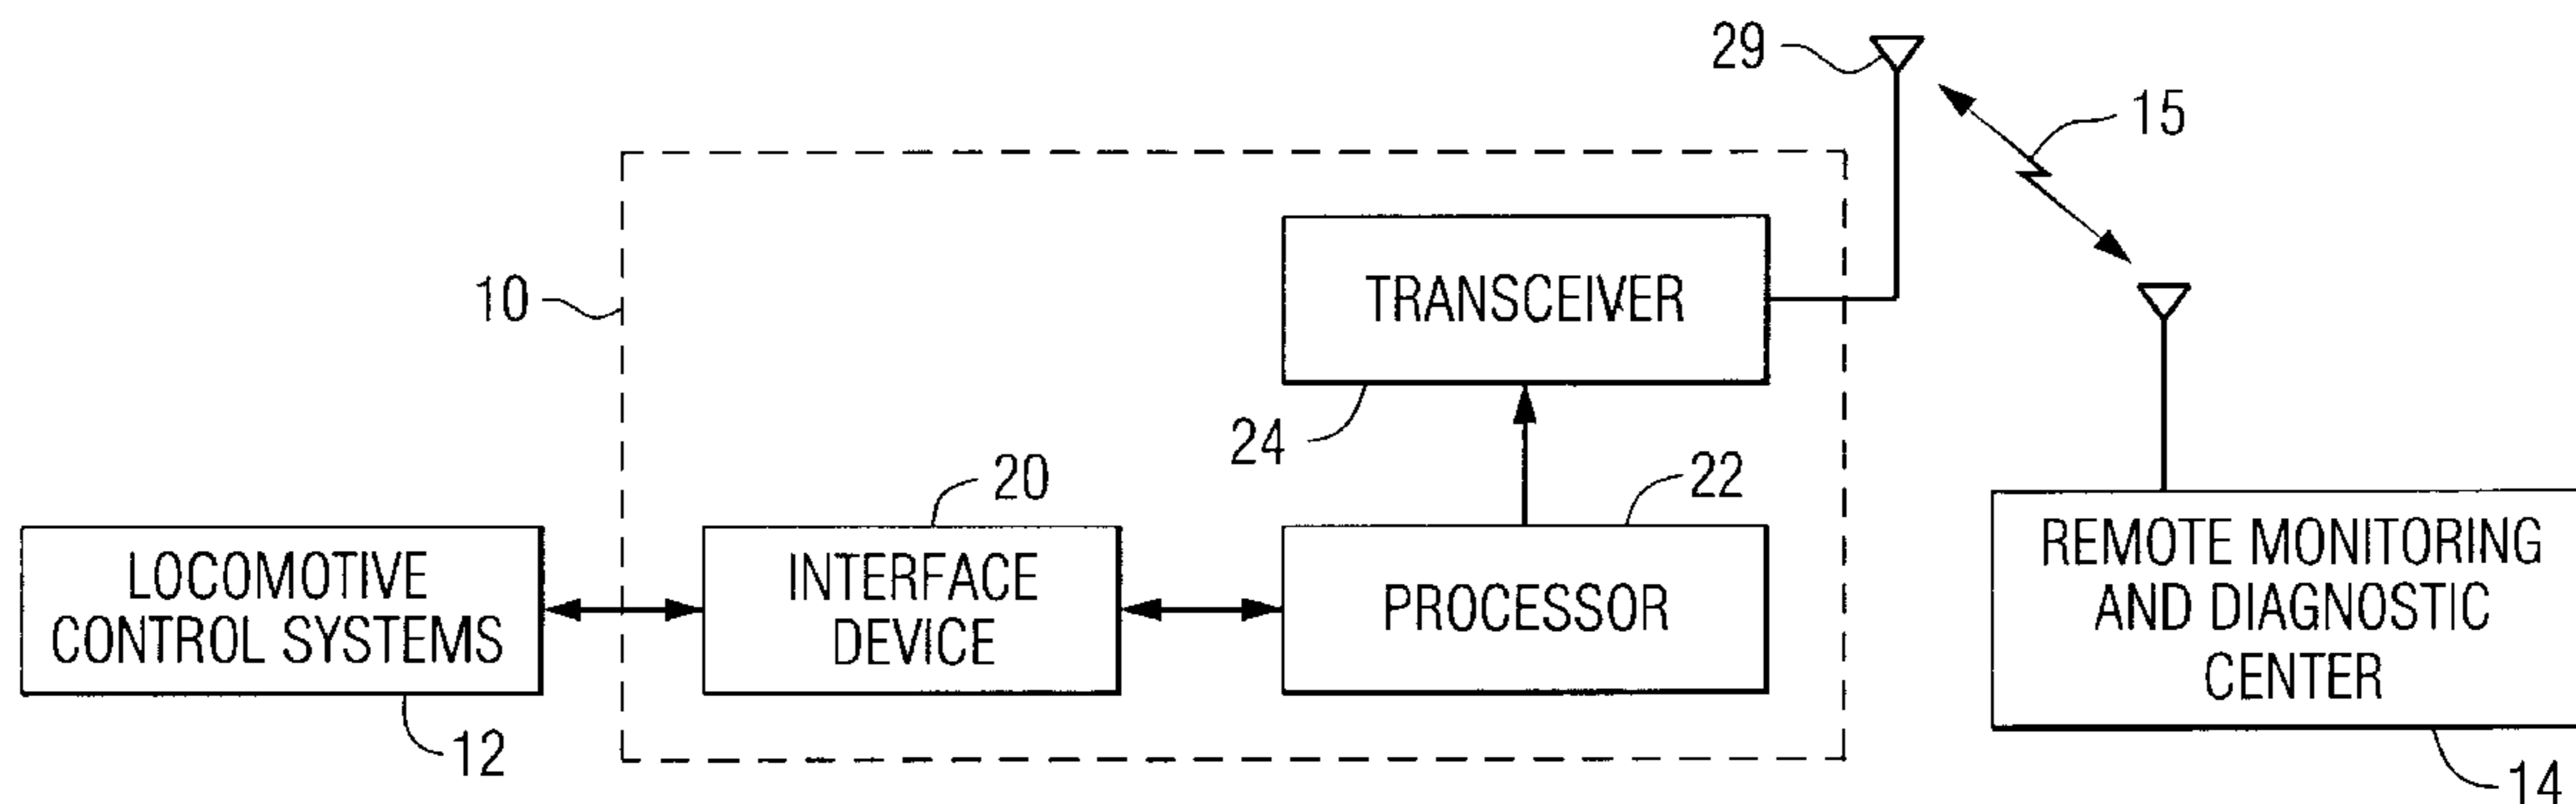 29
15
10
TRANSCEIVER
24
20
22
LOCOMOTIVE
CONTROL SYSTEMS
INTERFACE
DEVICE
PROCESSOR
REMOTE MONITORING
AND DIAGNOSTIC
CENTER
12
14